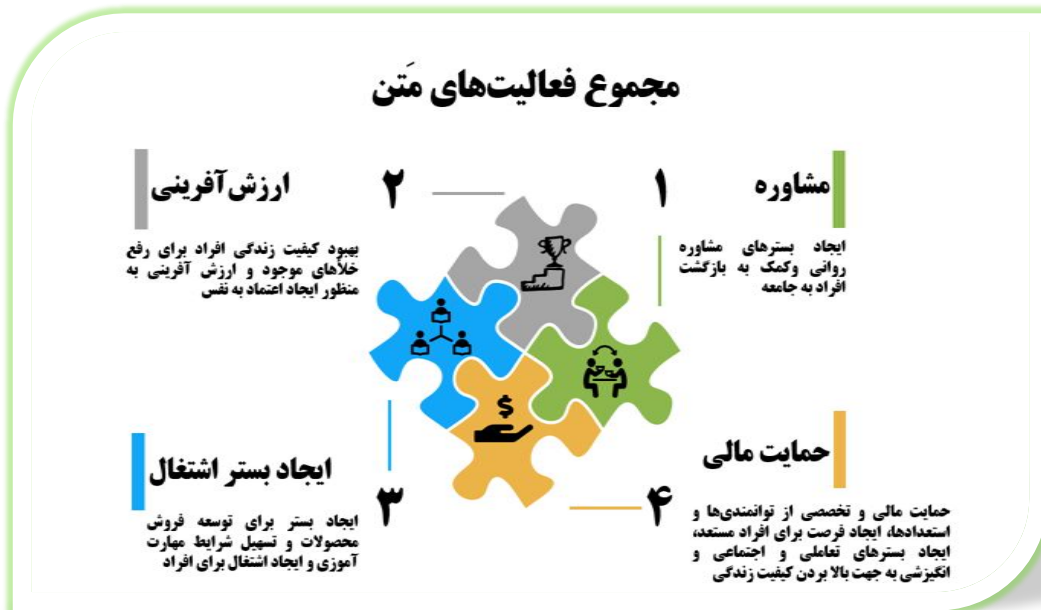 مجموع فعالیت‌های مَتن
۱
مشاوره
ایجاد بسترهای مشاوره
روانی وکمک به بازگشت
افراد به جامعه
۲
ارزش‌آفرینی
بهبود کیفیت زندگی افراد برای رفع
خلأهای موجود و ارزش آفرینی به
منظور ایجاد اعتماد به نفس
$
۳
ایجاد بستر اشتغال
ایجاد بستر برای توسعه فروش
محصولات و تسهیل شرایط مهارت
آموزی و ایجاد اشتغال برای افراد
۴
حمایت مالی
حمایت مالی و تخصصی از توانمندی‌ها و
استعدادها، ایجاد فرصت برای افراد مستعد،
ایجاد بسترهای تعاملی و اجتماعی و
انگیزشی به جهت بالا بردن کیفیت زندگی